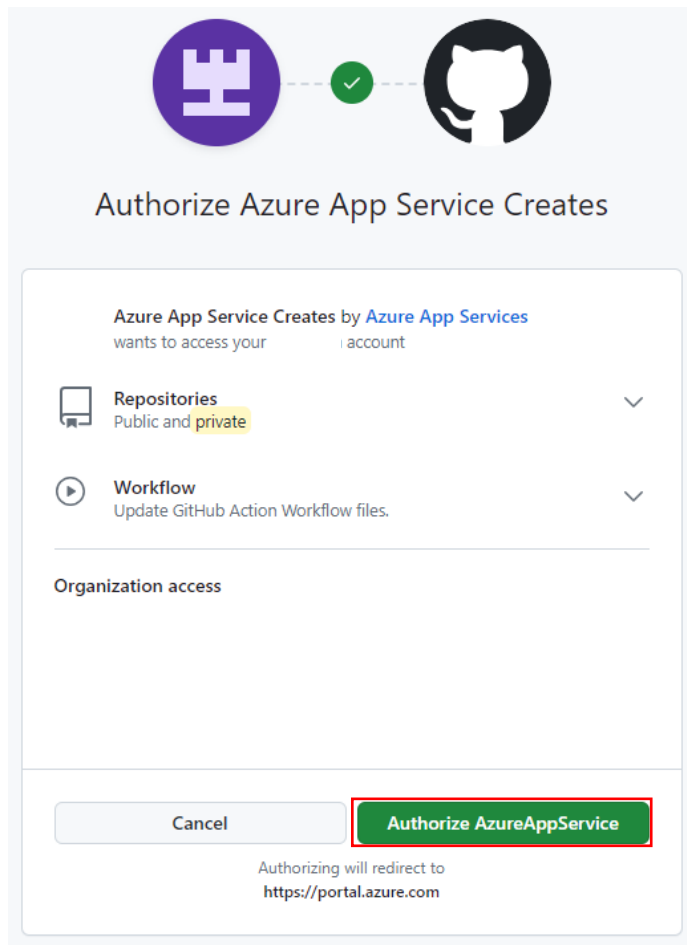 Authorize Azure App Service Creates
Azure App Service Creates by Azure App Services
wants to access your account
Repositories
Public and private
Workflow
Update GitHub Action Workflow files.
Organization access
Cancel
Authorize AzureAppService
Authorizing will redirect to
https://portal.azure.com